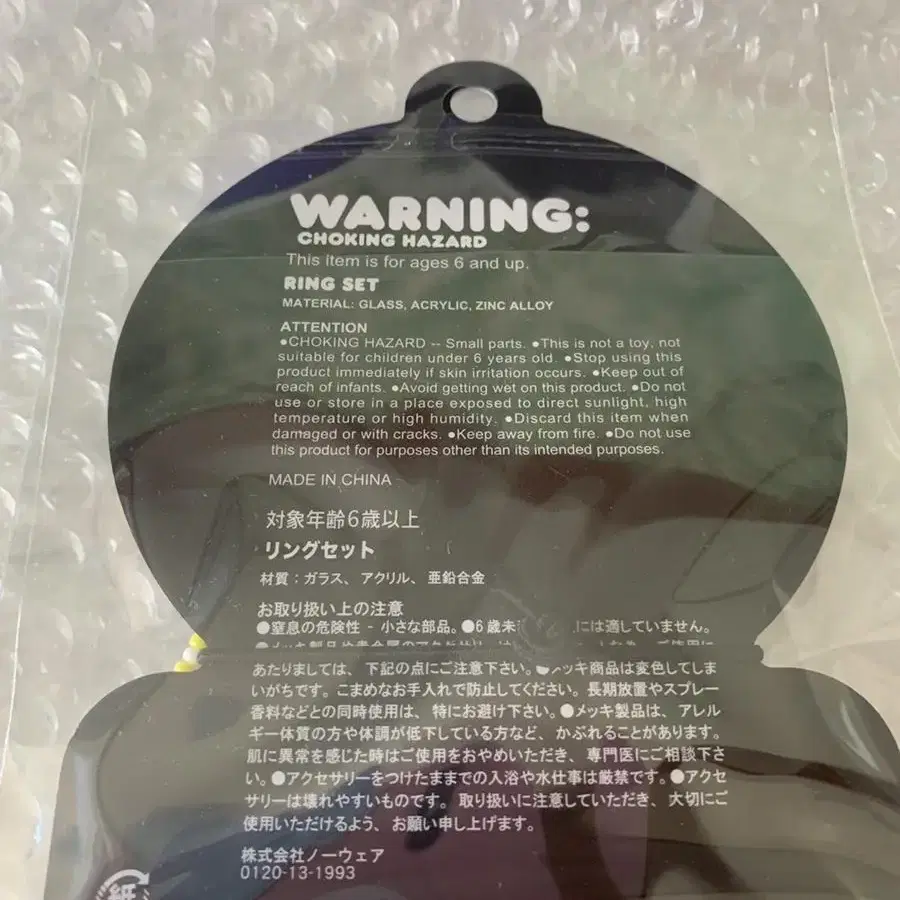 WARNING:
CHOKING HAZARD
This item is for ages 6 and up.
RING SET
MATERIAL: GLASS, ACRYLIC, ZINC ALLOY
ATTENTION
●CHOKING HAZARD -- Small parts. ●This is not a toy, not
suitable for children under 6 years old. ●Stop using this
product immediately if skin irritation occurs. ●Keep out of
reach of infants. ●Avoid getting wet on this product. ●Do not
use or store in a place exposed to direct sunlight, high
temperature or high humidity. ●Discard this item when
damaged or with cracks. ●Keep away from fire. ●Do not use
this product for purposes other than its intended purposes.
MADE IN CHINA
対象年齢6歳以上
リングセット
材質：ガラス、アクリル、亜鉛合金
お取り扱い上の注意
●窒息の危険性 - 小さな部品。●6歳未 には適していません。
あたりましては、下記の点にご注意下さい。●メッキ商品は変色してしま
いがちです。こまめなお手入れで防止してください。長期放置やスプレー
香料などとの同時使用は、特にお避け下さい。●メッキ製品は、アレル
ギー体質の方や体調が低下している方など、かぶれることがあります。
肌に異常を感じた時はご使用をおやめいただき、専門医にご相談下さ
い。●アクセサリーをつけたままでの入浴や水仕事は厳禁です。●アクセ
サリーは壊れやすいものです。取り扱いに注意していただき、大切にご
使用いただけるよう、お願い申し上げます。
株式会社ノーウェア
0120-13-1993
紙